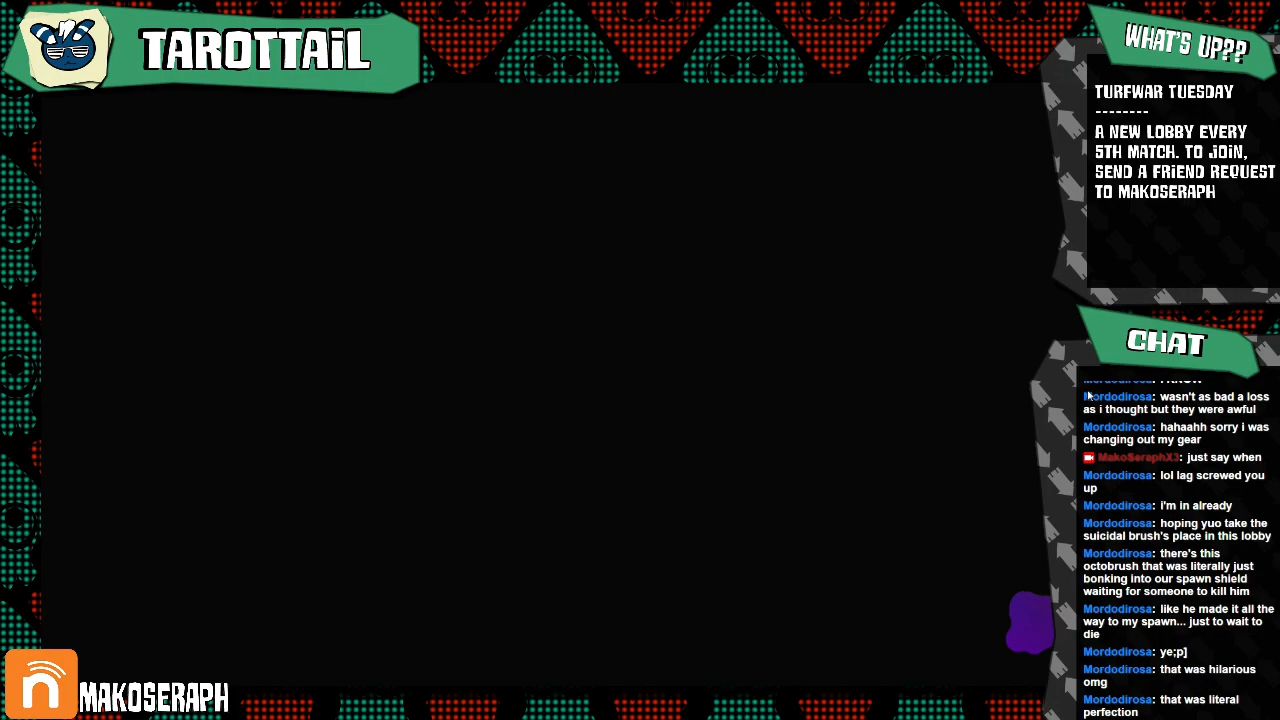 TAROTTAiL
WHAT'S UP??
TURFWAR TUESDAY
--------
A NEW LOBBY EVERY
5TH MATCH. TO JOIN,
SEND A FRIEND REQUEST
TO MAKOSERAPH
CHAT
Mordodirosa: I KNOW
Mordodirosa: wasn't as bad a loss
as i thought but they were awful
Mordodirosa: hahaahh sorry i was
changing out my gear
MakoSeraphX3: just say when
Mordodirosa: lol lag screwed you
up
Mordodirosa: i'm in already
Mordodirosa: hoping yuo take the
suicidal brush's place in this lobby
Mordodirosa: there's this
octobrush that was literally just
bonking into our spawn shield
waiting for someone to kill him
Mordodirosa: like he made it all the
way to my spawn... just to wait to
die
Mordodirosa: ye;p]
Mordodirosa: that was hilarious
omg
Mordodirosa: that was literal
perfection
MAKOSERAPH